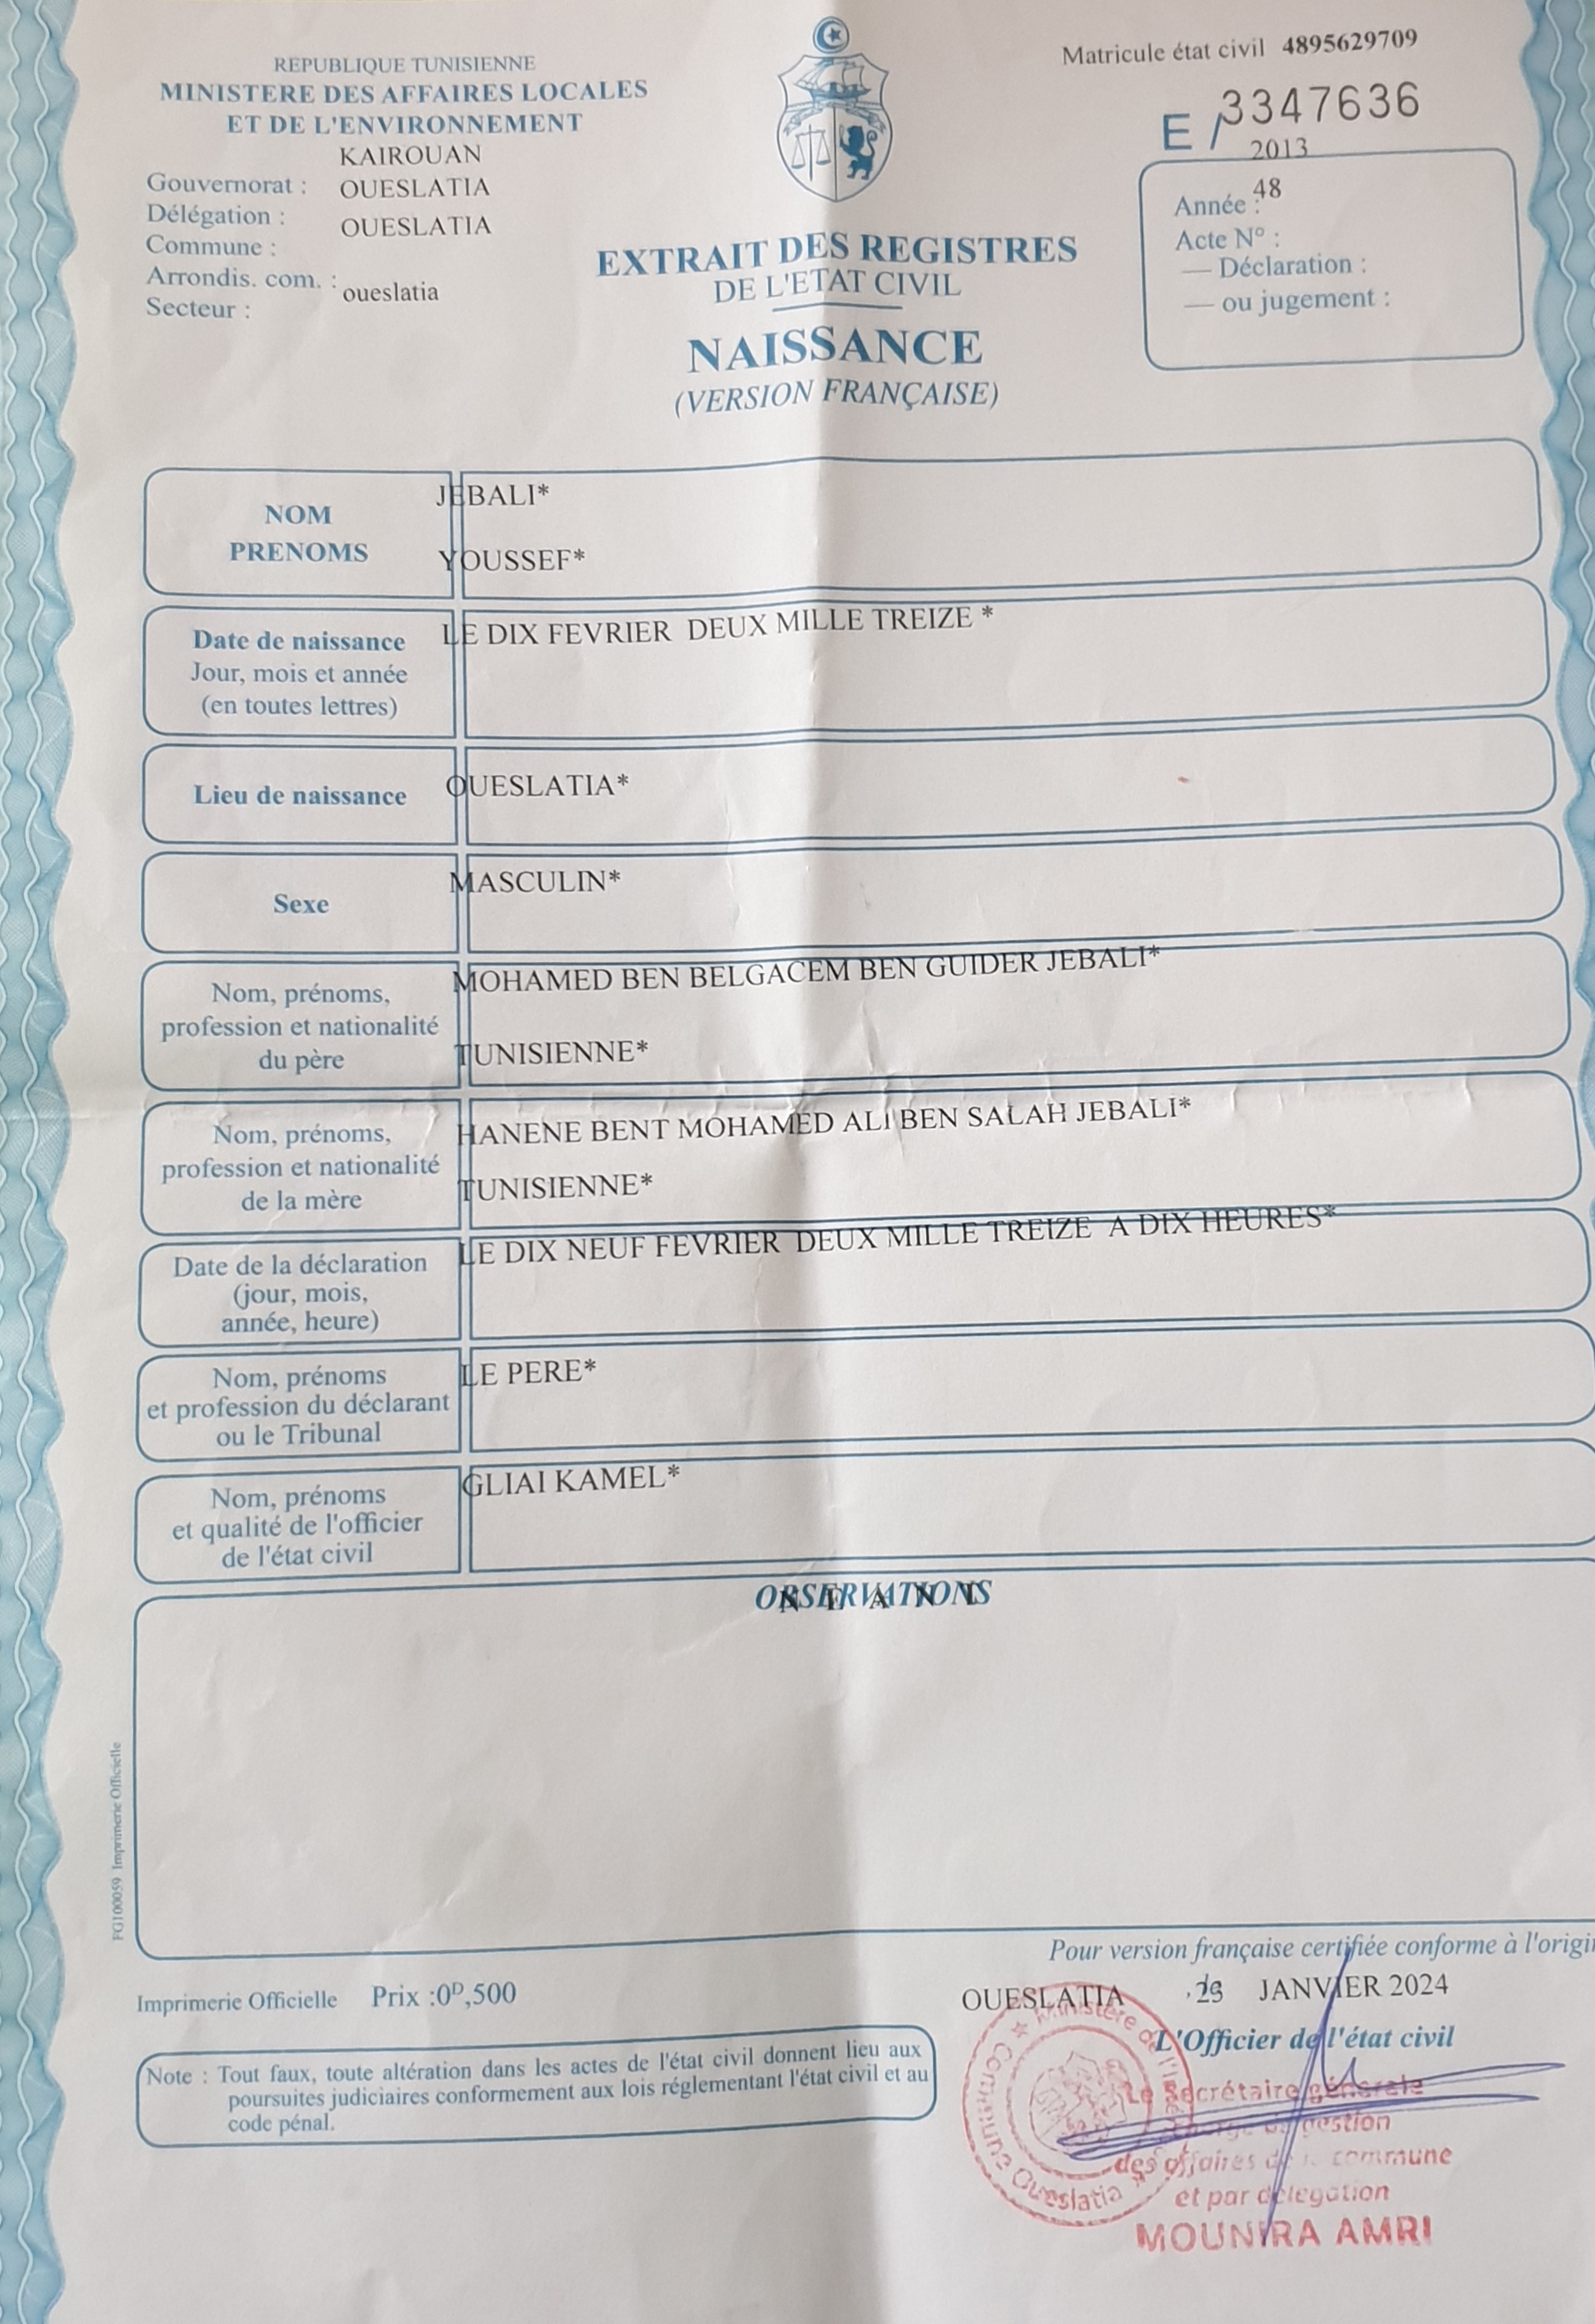 REPUBLIQUE TUNISIENNE
MINISTERE DES AFFAIRES LOCALES
ET DE L'ENVIRONNEMENT
KAIROUAN
Gouvernorat : OUESLATIA
Délégation :
OUESLATIA
Commune :
Arrondis. com. :
oueslatia
Secteur :
Matricule état civil 4895629709
E / 3347636
2013
48
Année :
Acte N° :
— Déclaration :
— ou jugement :
EXTRAIT DES REGISTRES
DE L'ETAT CIVIL
NAISSANCE
(VERSION FRANÇAISE)
NOM
PRENOMS
JEBALI*
YOUSSEF*
Date de naissance
Jour, mois et année
(en toutes lettres)
LE DIX FEVRIER DEUX MILLE TREIZE *
Lieu de naissance
OUESLATIA*
Sexe
MASCULIN*
Nom, prénoms,
profession et nationalité
du père
MOHAMED BEN BELGACEM BEN GUIDER JEBALI*
TUNISIENNE*
Nom, prénoms,
profession et nationalité
de la mère
HANENE BENT MOHAMED ALI BEN SALAH JEBALI*
TUNISIENNE*
Date de la déclaration
(jour, mois,
année, heure)
LE DIX NEUF FEVRIER DEUX MILLE TREIZE A DIX HEURES*
Nom, prénoms
et profession du déclarant
ou le Tribunal
LE PERE*
Nom, prénoms
et qualité de l'officier
de l'état civil
GLIAI KAMEL*
OBSERVATIONS
N E A N T
FG100059 Imprimerie Officielle
Pour version française certifiée conforme à l'origi
Imprimerie Officielle Prix :0D,500
OUESLATIA , 23 JANVIER 2024
L'Officier de l'état civil
Note : Tout faux, toute altération dans les actes de l'état civil donnent lieu aux
poursuites judiciaires conformement aux lois réglementant l'état civil et au
code pénal.
Ministère de l'
Commune Oueslatia
Le Secrétaire générale
gestion
des affaires de la commune
et par délégation
MOUNIRA AMRI